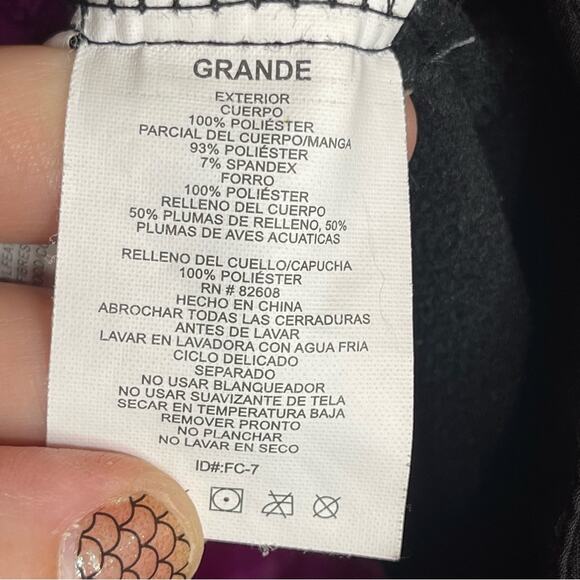 GRANDE
EXTERIOR
CUERPO
100% POLIÉSTER
PARCIAL DEL CUERPO/MANGA
93% POLIÉSTER
7% SPANDEX
FORRO
100% POLIÉSTER
RELLENO DEL CUERPO
50% PLUMAS DE RELLENO, 50%
PLUMAS DE AVES ACUATICAS
RELLENO DEL CUELLO/CAPUCHA
100% POLIÉSTER
RN # 82608
HECHO EN CHINA
ABROCHAR TODAS LAS CERRADURAS
ANTES DE LAVAR
LAVAR EN LAVADORA CON AGUA FRIA
CICLO DELICADO
SEPARADO
NO USAR BLANQUEADOR
NO USAR SUAVIZANTE DE TELA
SECAR EN TEMPERATURA BAJA
REMOVER PRONTO
NO PLANCHAR
NO LAVAR EN SECO
ID#:FC-7